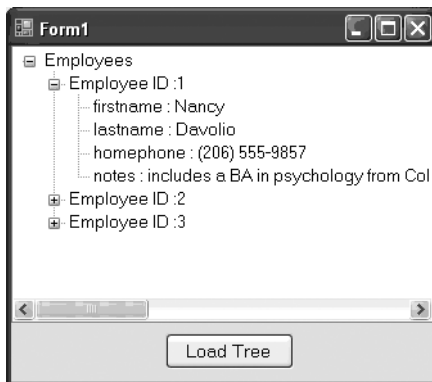 Form1
Employees
Employee ID :1
firstname : Nancy
lastname : Davolio
homephone : (206) 555-9857
notes : includes a BA in psychology from Col
Employee ID :2
Employee ID :3
Load Tree